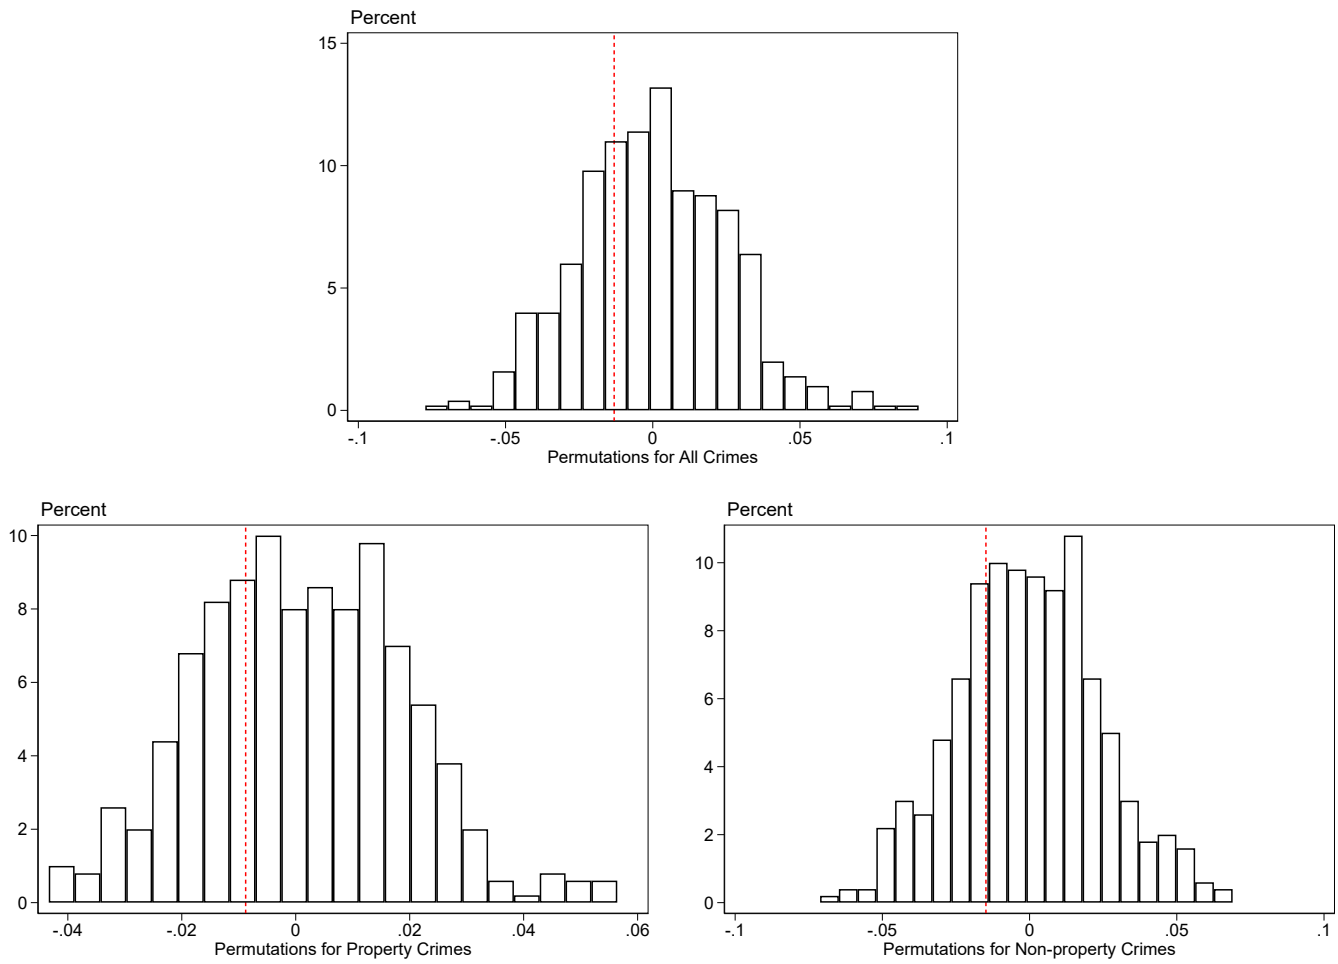 Percent
15
10
5
0
-.1 -.05 0 .05 .1
Permutations for All Crimes
Percent
10
8
6
4
2
0
-.04 -.02 0 .02 .04 .06
Permutations for Property Crimes
Percent
10
8
6
4
2
0
-.1 -.05 0 .05 .1
Permutations for Non-property Crimes